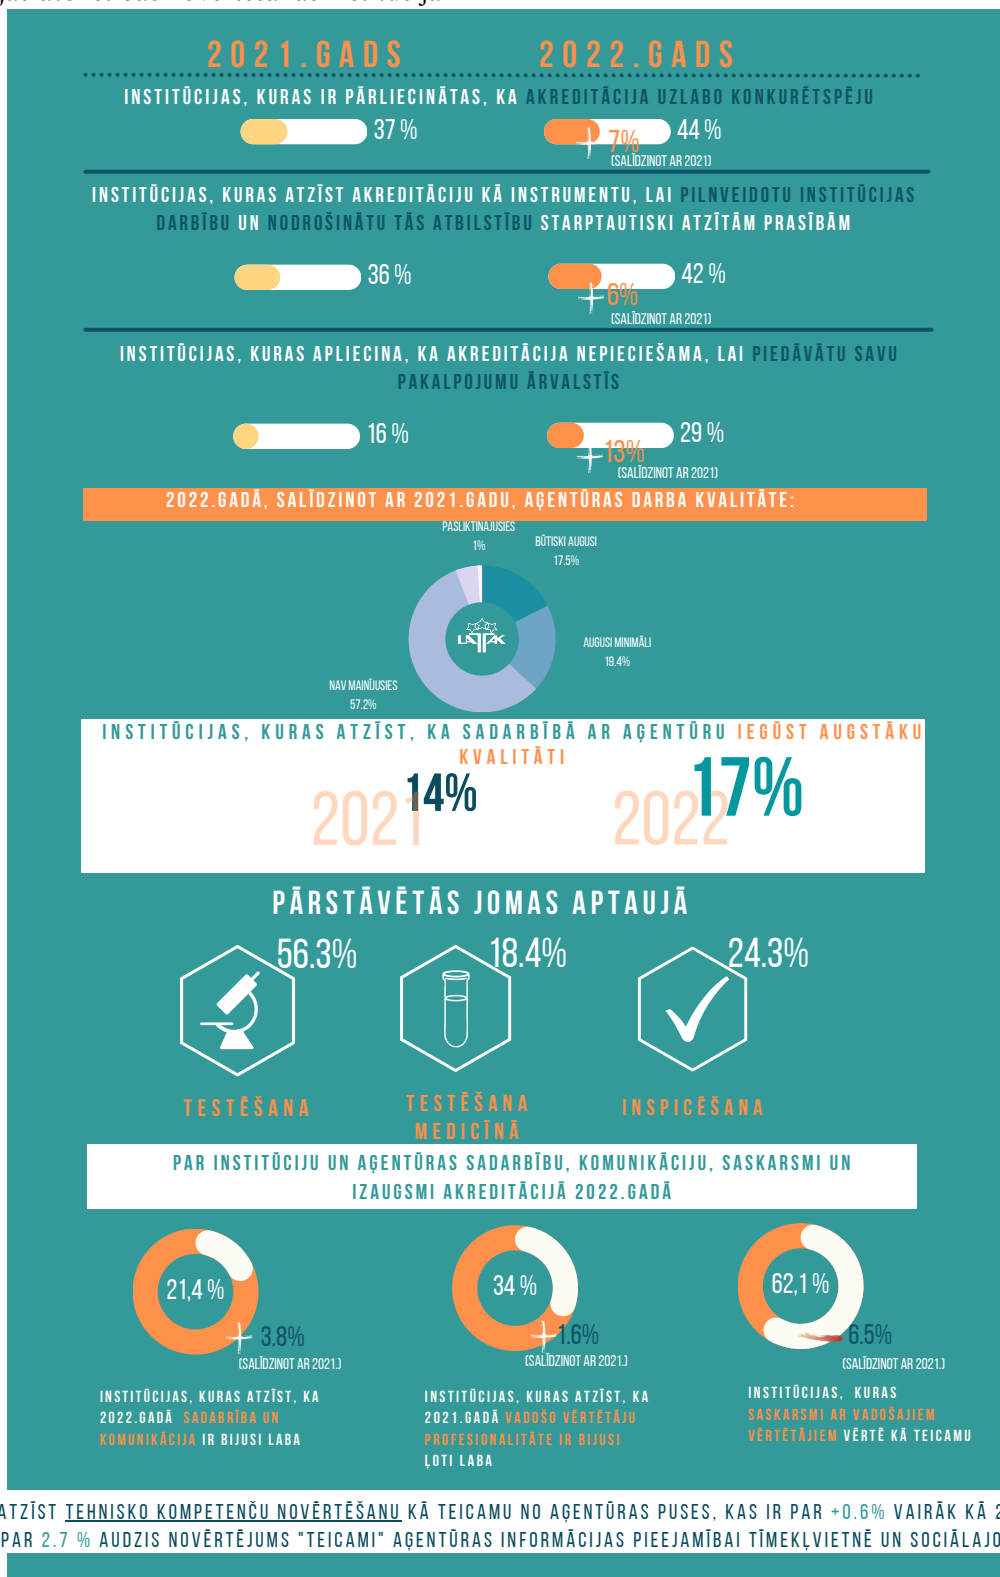 2021.GADS
2022.GADS
INSTITŪCIJAS, KURAS IR PĀRLIECINĀTAS, KA AKREDITĀCIJA UZLABO KONKURĒTSPĒJU
37 %
44 %
7%
(SALĪDZINOT AR 2021)
INSTITŪCIJAS, KURAS ATZĪST AKREDITĀCIJU KĀ INSTRUMENTU, LAI PILNVEIDOTU INSTITŪCIJAS
DARBĪBU UN NODROŠINĀTU TĀS ATBILSTĪBU STARPTAUTISKI ATZĪTĀM PRASĪBĀM
36 %
42 %
6%
(SALĪDZINOT AR 2021)
INSTITŪCIJAS, KURAS APLIECINA, KA AKREDITĀCIJA NEPIECIEŠAMA, LAI PIEDĀVĀTU SAVU
PAKALPOJUMU ĀRVALSTĪS
16 %
29 %
13%
(SALĪDZINOT AR 2021)
2022.GADĀ, SALĪDZINOT AR 2021.GADU, AĢENTŪRAS DARBA KVALITĀTE:
PASLIKTINĀJUSIES
1%
BŪTISKI AUGUSI
17.5%
AUGUSI MINIMĀLI
19.4%
NAV MAINĪJUSIES
57.2%
LATAK
INSTITŪCIJAS, KURAS ATZĪST, KA SADARBĪBĀ AR AĢENTŪRU IEGŪST AUGSTĀKU
KVALITĀTI
2021
14%
2022
17%
PĀRSTĀVĒTĀS JOMAS APTAUJĀ
56.3%
18.4%
24.3%
TESTĒŠANA
TESTĒŠANA
MEDICĪNĀ
INSPICĒŠANA
PAR INSTITŪCIJU UN AĢENTŪRAS SADARBĪBU, KOMUNIKĀCIJU, SASKARSMI UN
IZAUGSMI AKREDITĀCIJĀ 2022.GADĀ
21,4 %
3.8%
(SALĪDZINOT AR 2021.)
34 %
1.6%
(SALĪDZINOT AR 2021.)
62,1 %
6.5%
(SALĪDZINOT AR 2021.)
INSTITŪCIJAS, KURAS ATZĪST, KA
2022.GADĀ SADABRĪBA UN
KOMUNIKĀCIJA IR BIJUSI LABA
INSTITŪCIJAS, KURAS ATZĪST, KA
2021.GADĀ VADOŠO VĒRTĒTĀJU
PROFESIONALITĀTE IR BIJUSI
ĻOTI LABA
INSTITŪCIJAS, KURAS
SASKARSMI AR VADOŠAJIEM
VĒRTĒTĀJIEM VĒRTĒ KĀ TEICAMU
ATZĪST TEHNISKO KOMPETENČU NOVĒRTĒŠANU KĀ TEICAMU NO AĢENTŪRAS PUSES, KAS IR PAR +0.6% VAIRĀK KĀ 2
PAR 2.7 % AUDZIS NOVĒRTĒJUMS "TEICAMI" AĢENTŪRAS INFORMĀCIJAS PIEEJAMĪBAI TĪMEKĻVIETNĒ UN SOCIĀLAJO